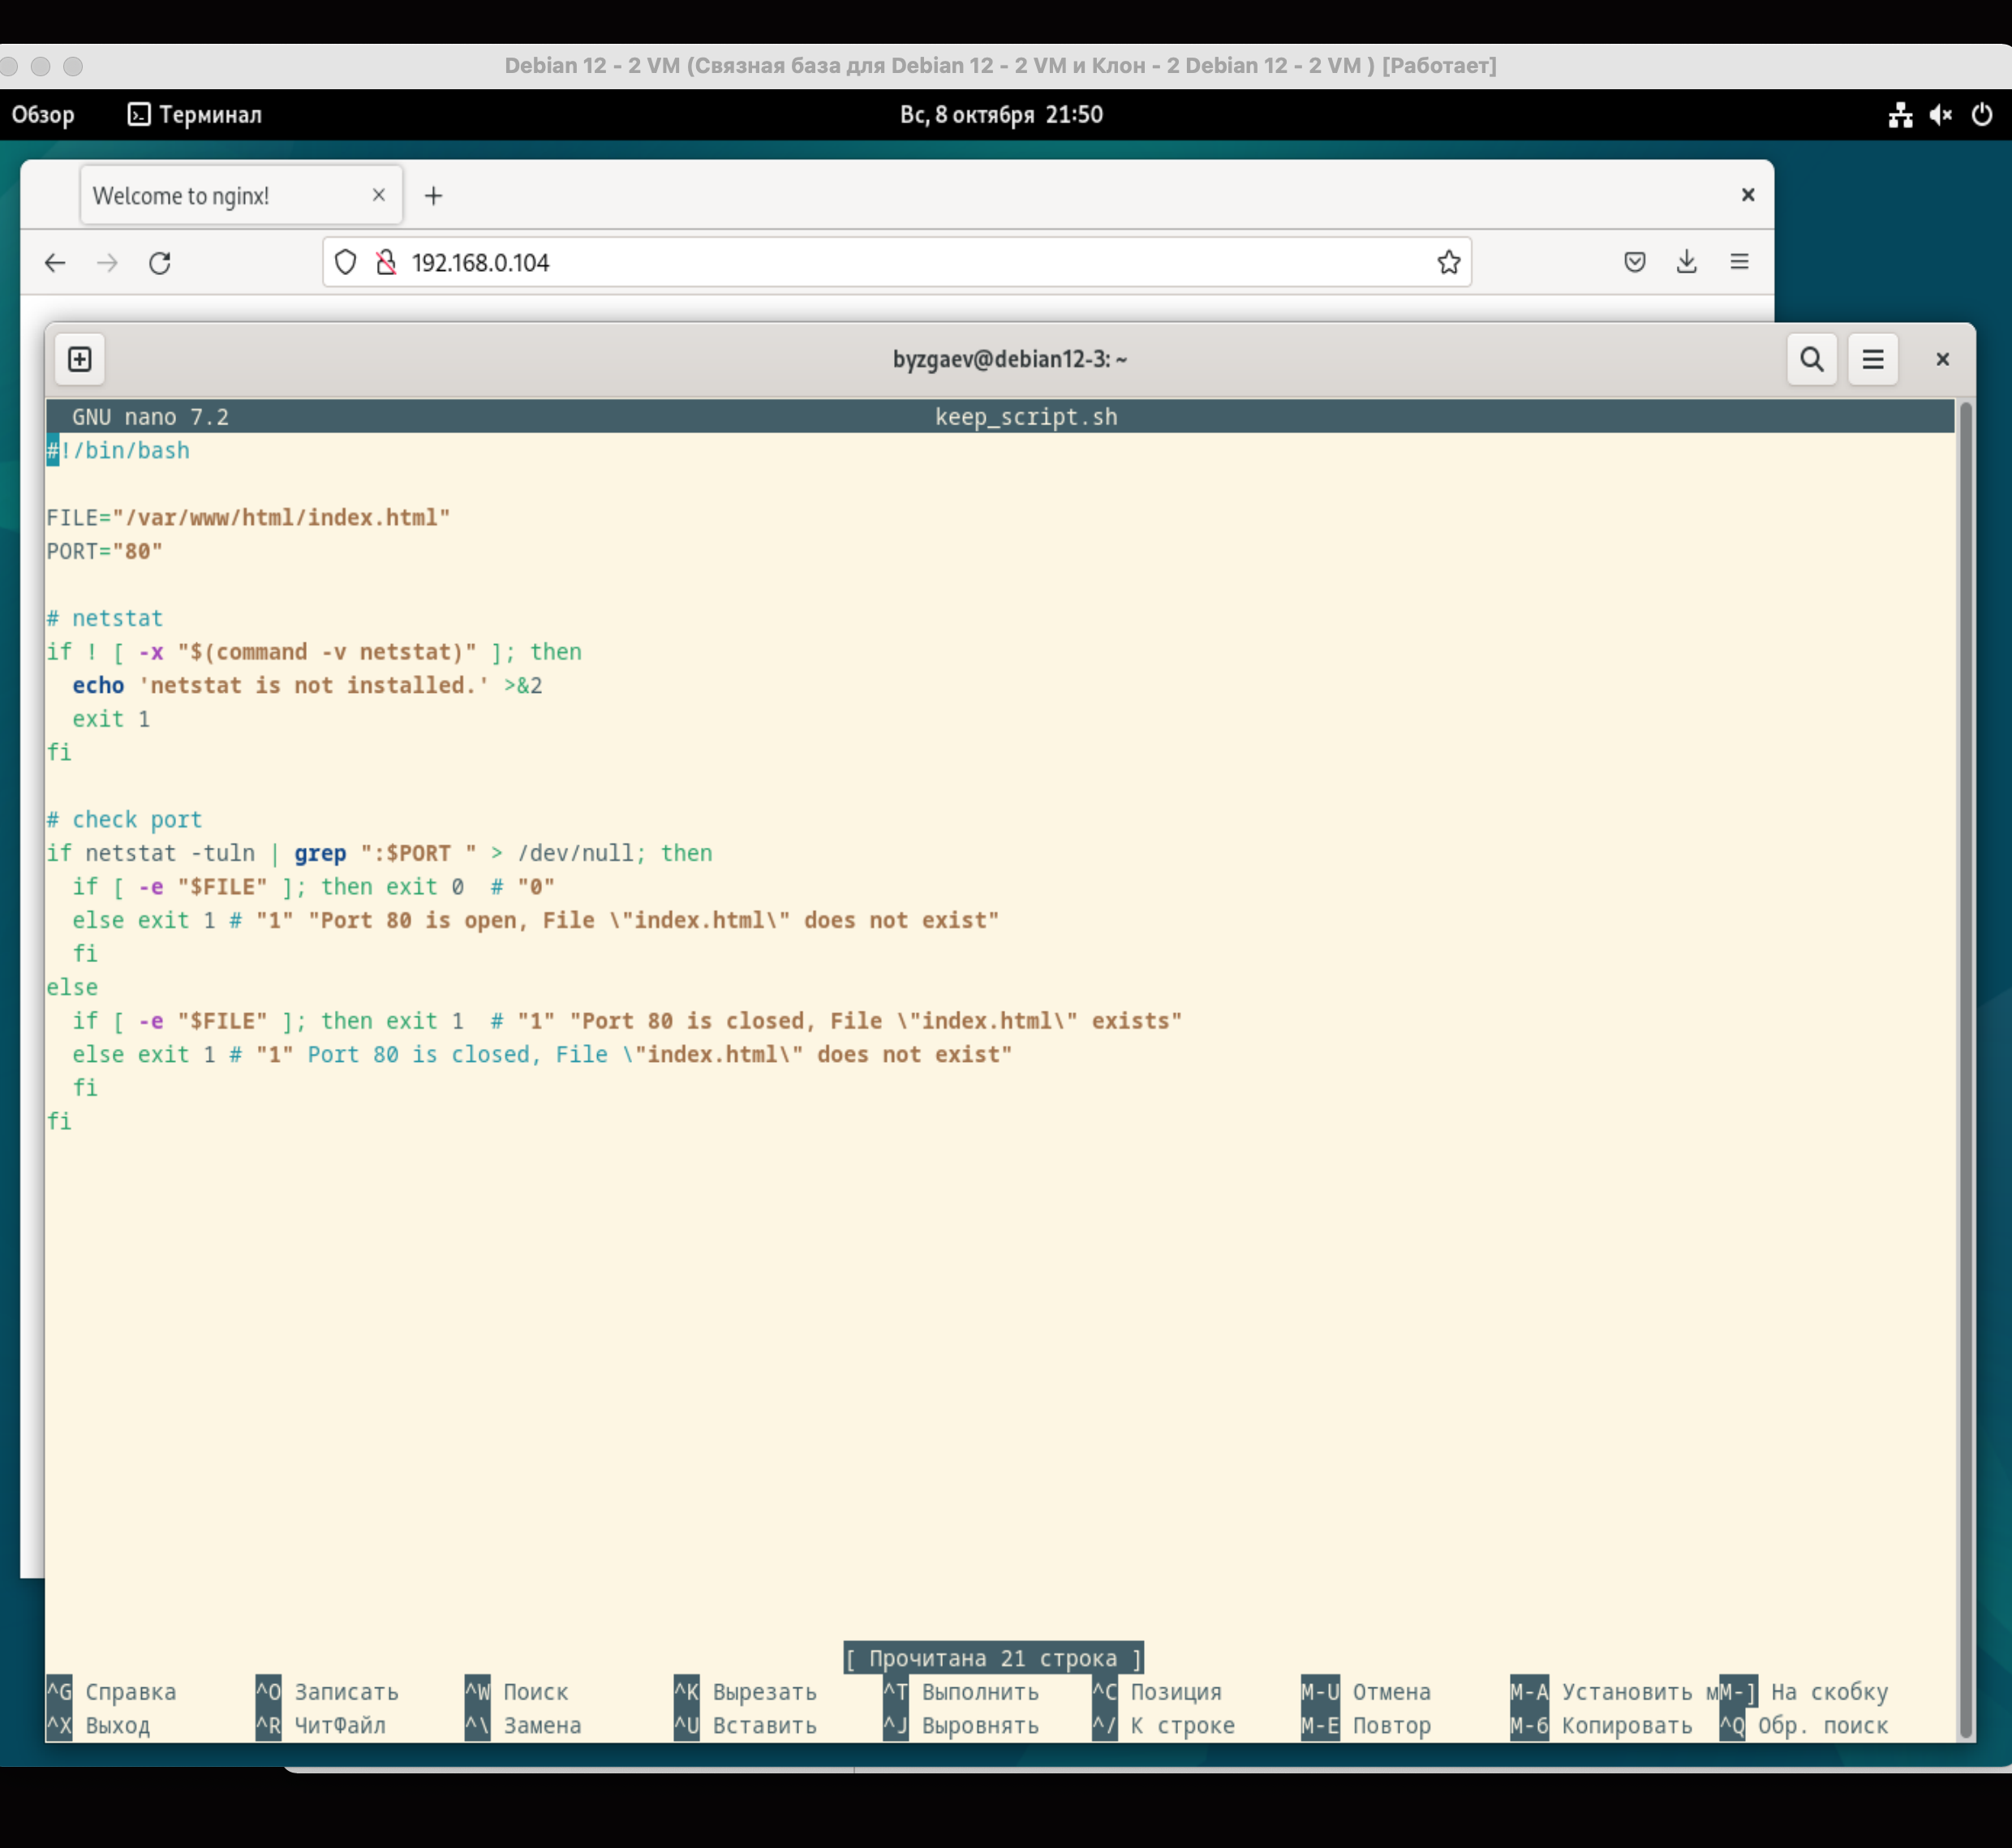 Debian 12 - 2 VM (Связная база для Debian 12 - 2 VM и Клон - 2 Debian 12 - 2 VM ) [Работает]
Обзор Терминал Вс, 8 октября 21:50
Welcome to nginx!
192.168.0.104
byzgaev@debian12-3: ~
GNU nano 7.2 keep_script.sh
#!/bin/bash
FILE="/var/www/html/index.html"
PORT="80"
# netstat
if ! [ -x "$(command -v netstat)" ]; then
  echo 'netstat is not installed.' >&2
  exit 1
fi
# check port
if netstat -tuln | grep ":$PORT " > /dev/null; then
  if [ -e "$FILE" ]; then exit 0  # "0"
  else exit 1 # "1" "Port 80 is open, File \"index.html\" does not exist"
  fi
else
  if [ -e "$FILE" ]; then exit 1  # "1" "Port 80 is closed, File \"index.html\" exists"
  else exit 1 # "1" Port 80 is closed, File \"index.html\" does not exist"
  fi
fi
[ Прочитана 21 строка ]
^G Справка ^O Записать ^W Поиск ^K Вырезать ^T Выполнить ^C Позиция M-U Отмена M-A Установить мM-] На скобку
^X Выход ^R ЧитФайл ^\ Замена ^U Вставить ^J Выровнять ^/ К строке M-E Повтор M-6 Копировать ^Q Обр. поиск